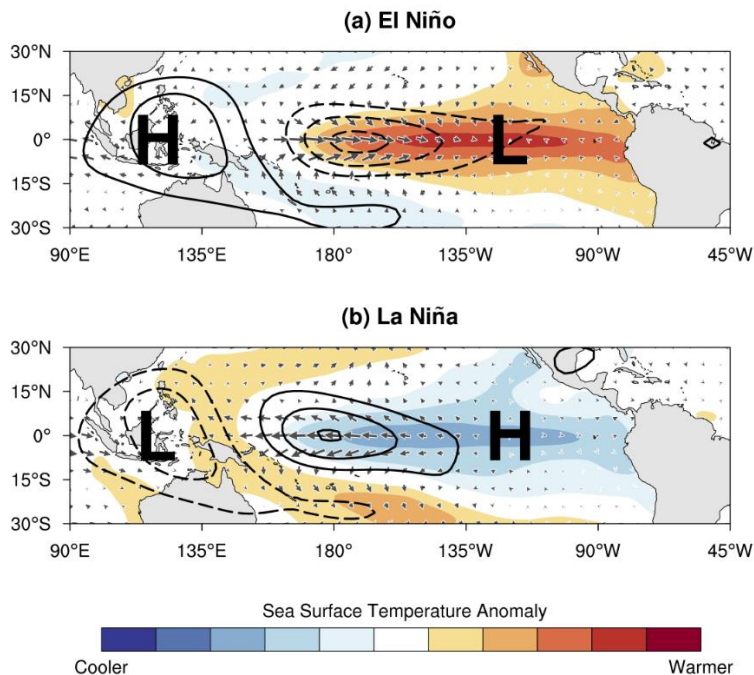 (a) El Niño
30°N
15°N
0°
15°S
30°S
H
L
90°E 135°E 180° 135°W 90°W 45°W
(b) La Niña
30°N
15°N
0°
15°S
30°S
L
H
90°E 135°E 180° 135°W 90°W 45°W
Sea Surface Temperature Anomaly
Cooler Warmer